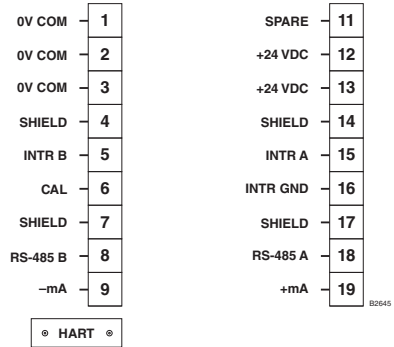 0V COM 1
0V COM 2
0V COM 3
SHIELD 4
INTR B 5
CAL 6
SHIELD 7
RS-485 B 8
–mA 9
HART
SPARE 11
+24 VDC 12
+24 VDC 13
SHIELD 14
INTR A 15
INTR GND 16
SHIELD 17
RS-485 A 18
+mA 19
B2645